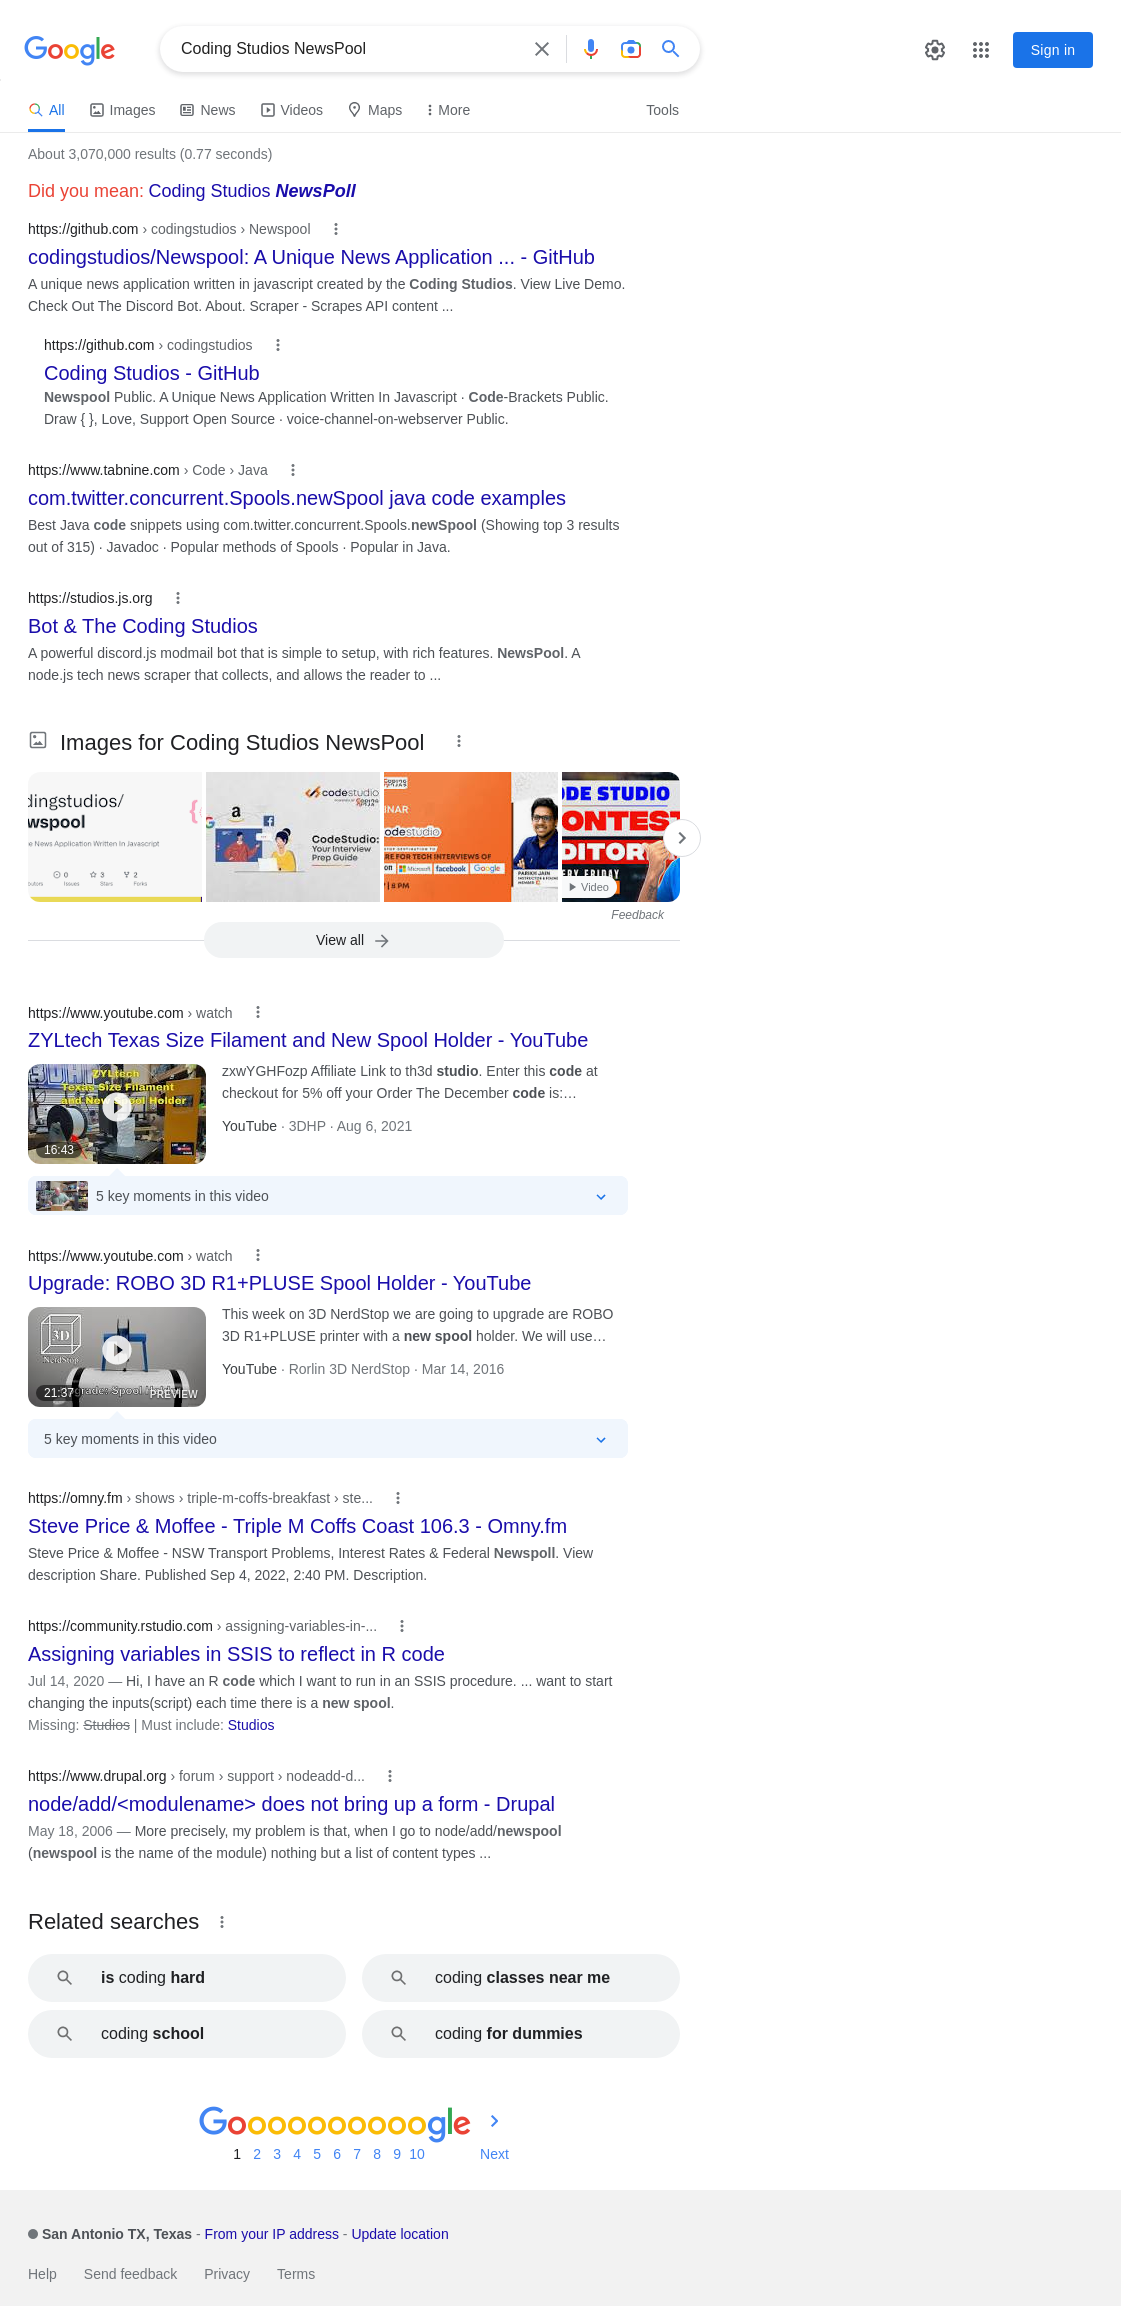 Google
Coding Studios NewsPool
Sign in
All
Images
News
Videos
Maps
More
Tools
About 3,070,000 results (0.77 seconds)
Did you mean: Coding Studios NewsPoll
https://github.com › codingstudios › Newspool
codingstudios/Newspool: A Unique News Application ... - GitHub
A unique news application written in javascript created by the Coding Studios. View Live Demo.
Check Out The Discord Bot. About. Scraper - Scrapes API content ...
https://github.com › codingstudios
Coding Studios - GitHub
Newspool Public. A Unique News Application Written In Javascript · Code-Brackets Public.
Draw { }, Love, Support Open Source · voice-channel-on-webserver Public.
https://www.tabnine.com › Code › Java
com.twitter.concurrent.Spools.newSpool java code examples
Best Java code snippets using com.twitter.concurrent.Spools.newSpool (Showing top 3 results
out of 315) · Javadoc · Popular methods of Spools · Popular in Java.
https://studios.js.org
Bot & The Coding Studios
A powerful discord.js modmail bot that is simple to setup, with rich features. NewsPool. A
node.js tech news scraper that collects, and allows the reader to ...
Images for Coding Studios NewsPool
dingstudios/
wspool
e News Application Written In Javascript
0
3
2
Issues
Stars
Forks
codestudio
CodeStudio:
Your Interview
Prep Guide
INAR
odestudio
RE FOR TECH INTERVIEWS OF
Microsoft
facebook
Google
| 8 PM
PARIKH JAIN
ODE STUDIO
ONTEST
DITOR
ERY FRIDAY
Video
Feedback
View all
https://www.youtube.com › watch
ZYLtech Texas Size Filament and New Spool Holder - YouTube
ZYLtech
Texas Size Filament
and New Spool Holder
16:43
zxwYGHFozp Affiliate Link to th3d studio. Enter this code at
checkout for 5% off your Order The December code is:...
YouTube · 3DHP · Aug 6, 2021
5 key moments in this video
https://www.youtube.com › watch
Upgrade: ROBO 3D R1+PLUSE Spool Holder - YouTube
3D
NerdStop
grade: Spool Holder
21:37
PREVIEW
This week on 3D NerdStop we are going to upgrade are ROBO
3D R1+PLUSE printer with a new spool holder. We will use...
YouTube · Rorlin 3D NerdStop · Mar 14, 2016
5 key moments in this video
https://omny.fm › shows › triple-m-coffs-breakfast › ste...
Steve Price & Moffee - Triple M Coffs Coast 106.3 - Omny.fm
Steve Price & Moffee - NSW Transport Problems, Interest Rates & Federal Newspoll. View
description Share. Published Sep 4, 2022, 2:40 PM. Description.
https://community.rstudio.com › assigning-variables-in-...
Assigning variables in SSIS to reflect in R code
Jul 14, 2020 — Hi, I have an R code which I want to run in an SSIS procedure. ... want to start
changing the inputs(script) each time there is a new spool.
Missing: Studios | Must include: Studios
https://www.drupal.org › forum › support › nodeadd-d...
node/add/<modulename> does not bring up a form - Drupal
May 18, 2006 — More precisely, my problem is that, when I go to node/add/newspool
(newspool is the name of the module) nothing but a list of content types ...
Related searches
is coding hard
coding classes near me
coding school
coding for dummies
Goooooooooogle
1 2 3 4 5 6 7 8 9 10 Next
San Antonio TX, Texas - From your IP address - Update location
Help Send feedback Privacy Terms